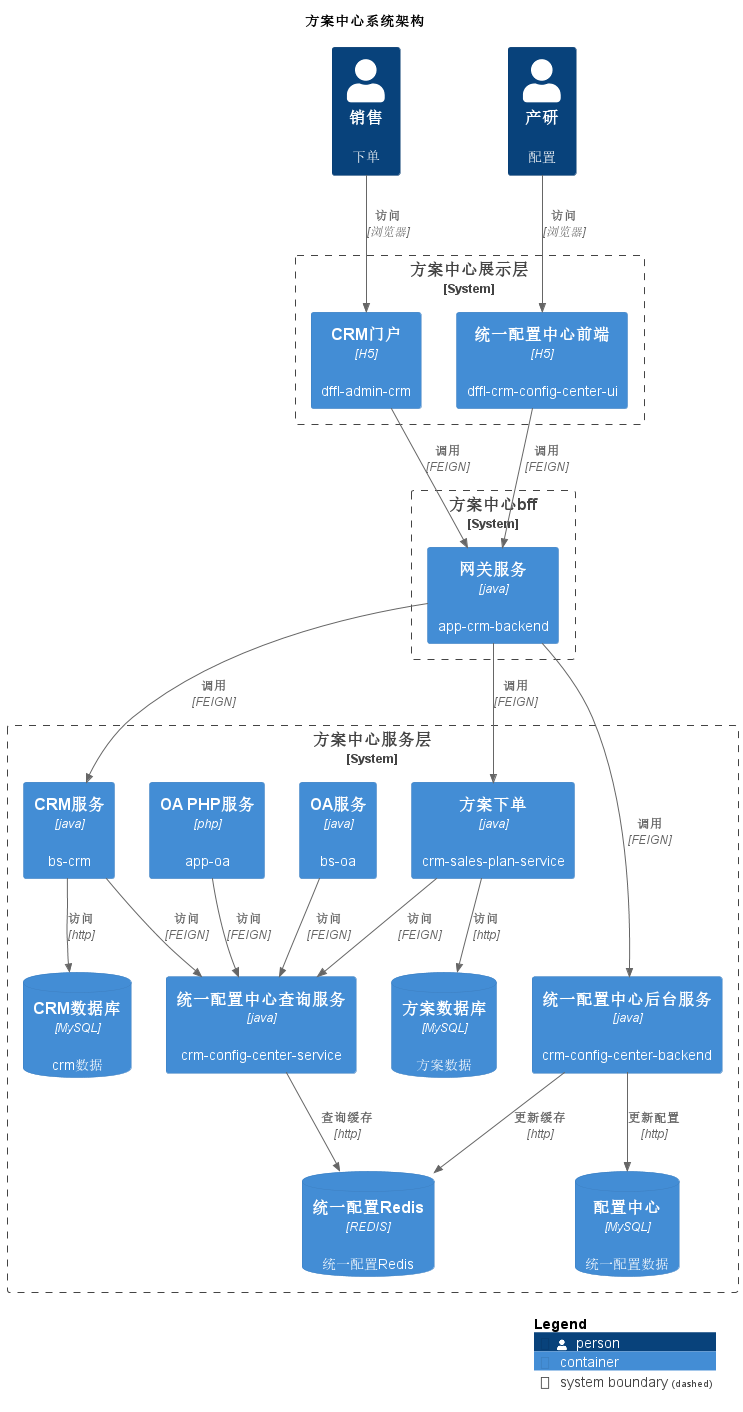 方案中心系统架构
销售
下单
产研
配置
访问
[浏览器]
访问
[浏览器]
方案中心展示层
[System]
CRM门户
[H5]
dffl-admin-crm
统一配置中心前端
[H5]
dffl-crm-config-center-ui
调用
[FEIGN]
调用
[FEIGN]
方案中心bff
[System]
网关服务
[java]
app-crm-backend
调用
[FEIGN]
调用
[FEIGN]
调用
[FEIGN]
方案中心服务层
[System]
CRM服务
[java]
bs-crm
OA PHP服务
[php]
app-oa
OA服务
[java]
bs-oa
方案下单
[java]
crm-sales-plan-service
访问
[http]
访问
[FEIGN]
访问
[FEIGN]
访问
[FEIGN]
访问
[FEIGN]
访问
[http]
CRM数据库
[MySQL]
crm数据
统一配置中心查询服务
[java]
crm-config-center-service
方案数据库
[MySQL]
方案数据
统一配置中心后台服务
[java]
crm-config-center-backend
查询缓存
[http]
更新缓存
[http]
更新配置
[http]
统一配置Redis
[REDIS]
统一配置Redis
配置中心
[MySQL]
统一配置数据
Legend
person
container
system boundary (dashed)